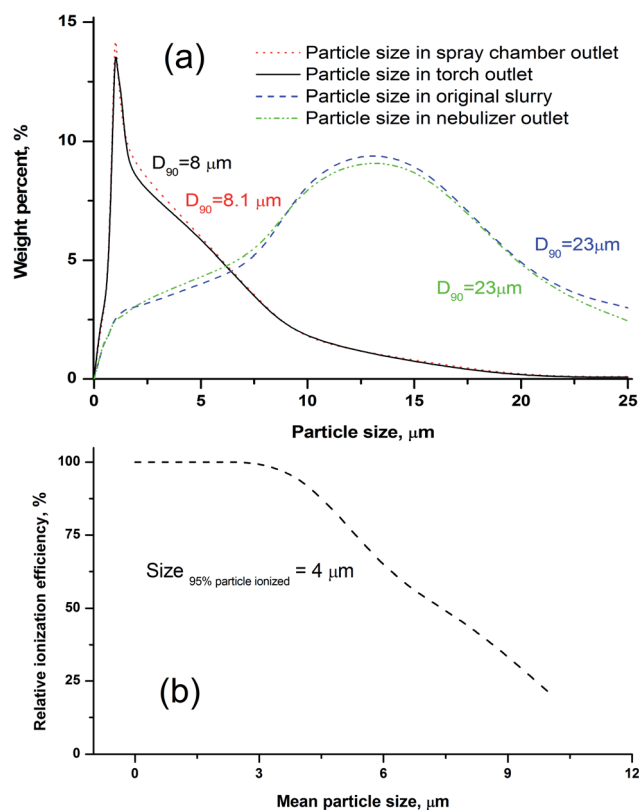 15
10
5
0
Weight percent, %
(a)
Particle size in spray chamber outlet
Particle size in torch outlet
Particle size in original slurry
Particle size in nebulizer outlet
D90=8 μm
D90=8.1 μm
D90=23μm
D90=23μm
0 5 10 15 20 25
Particle size, μm
100
75
50
25
0
Relative ionization efficiency, %
Size 95% particle ionized = 4 μm
(b)
0 3 6 9 12
Mean particle size, μm